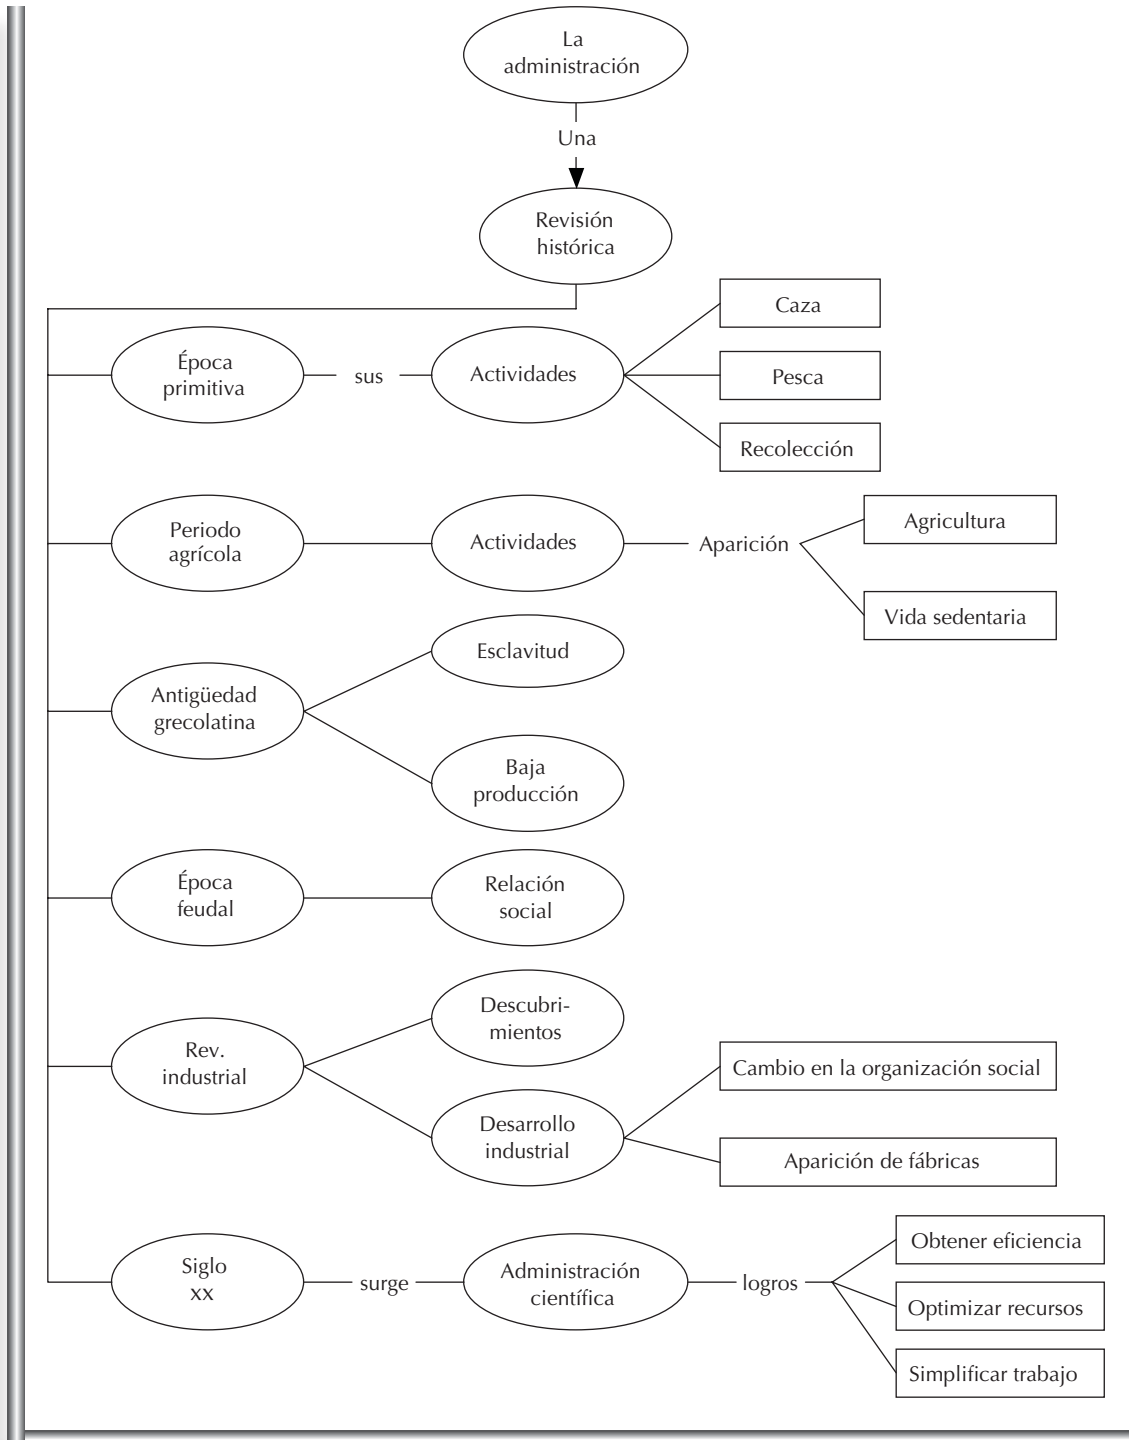 La
administración
Una
Revisión
histórica
Época
primitiva
sus
Actividades
Caza
Pesca
Recolección
Periodo
agrícola
Actividades
Aparición
Agricultura
Vida sedentaria
Antigüedad
grecolatina
Esclavitud
Baja
producción
Época
feudal
Relación
social
Rev.
industrial
Descubri-
mientos
Desarrollo
industrial
Cambio en la organización social
Aparición de fábricas
Siglo
XX
surge
Administración
científica
logros
Obtener eficiencia
Optimizar recursos
Simplificar trabajo